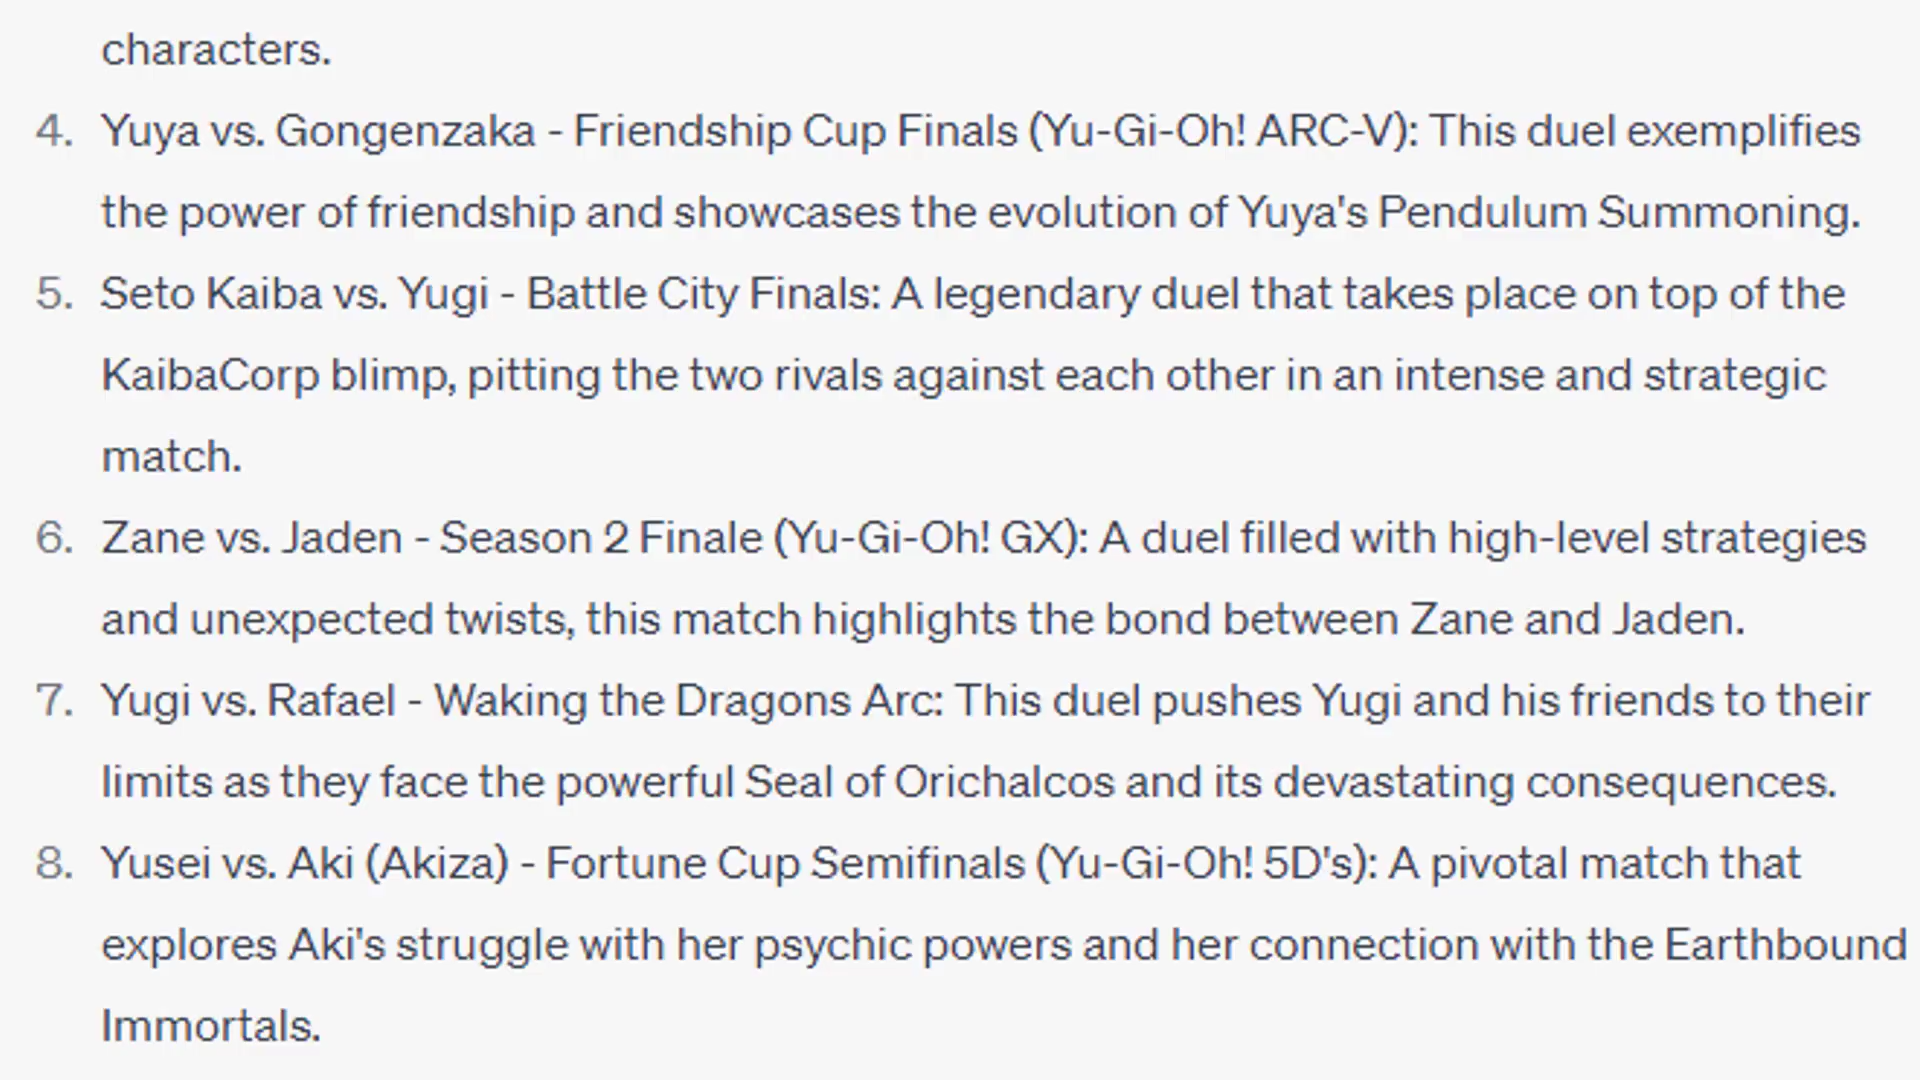 characters.
4. Yuya vs. Gongenzaka - Friendship Cup Finals (Yu-Gi-Oh! ARC-V): This duel exemplifies
the power of friendship and showcases the evolution of Yuya's Pendulum Summoning.
5. Seto Kaiba vs. Yugi - Battle City Finals: A legendary duel that takes place on top of the
KaibaCorp blimp, pitting the two rivals against each other in an intense and strategic
match.
6. Zane vs. Jaden - Season 2 Finale (Yu-Gi-Oh! GX): A duel filled with high-level strategies
and unexpected twists, this match highlights the bond between Zane and Jaden.
7. Yugi vs. Rafael - Waking the Dragons Arc: This duel pushes Yugi and his friends to their
limits as they face the powerful Seal of Orichalcos and its devastating consequences.
8. Yusei vs. Aki (Akiza) - Fortune Cup Semifinals (Yu-Gi-Oh! 5D's): A pivotal match that
explores Aki's struggle with her psychic powers and her connection with the Earthbound
Immortals.